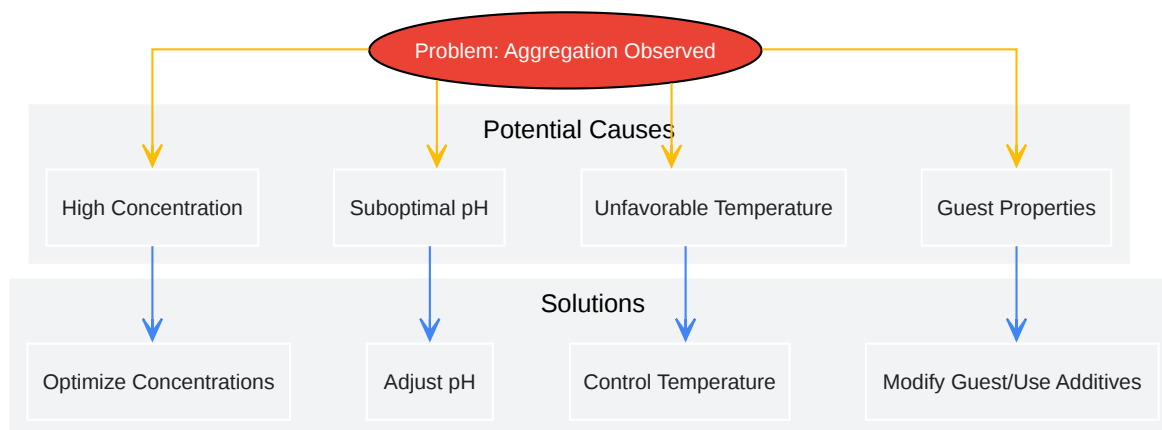 Problem: Aggregation Observed
Potential Causes
High Concentration
Suboptimal pH
Unfavorable Temperature
Guest Properties
Solutions
Optimize Concentrations
Adjust pH
Control Temperature
Modify Guest/Use Additives